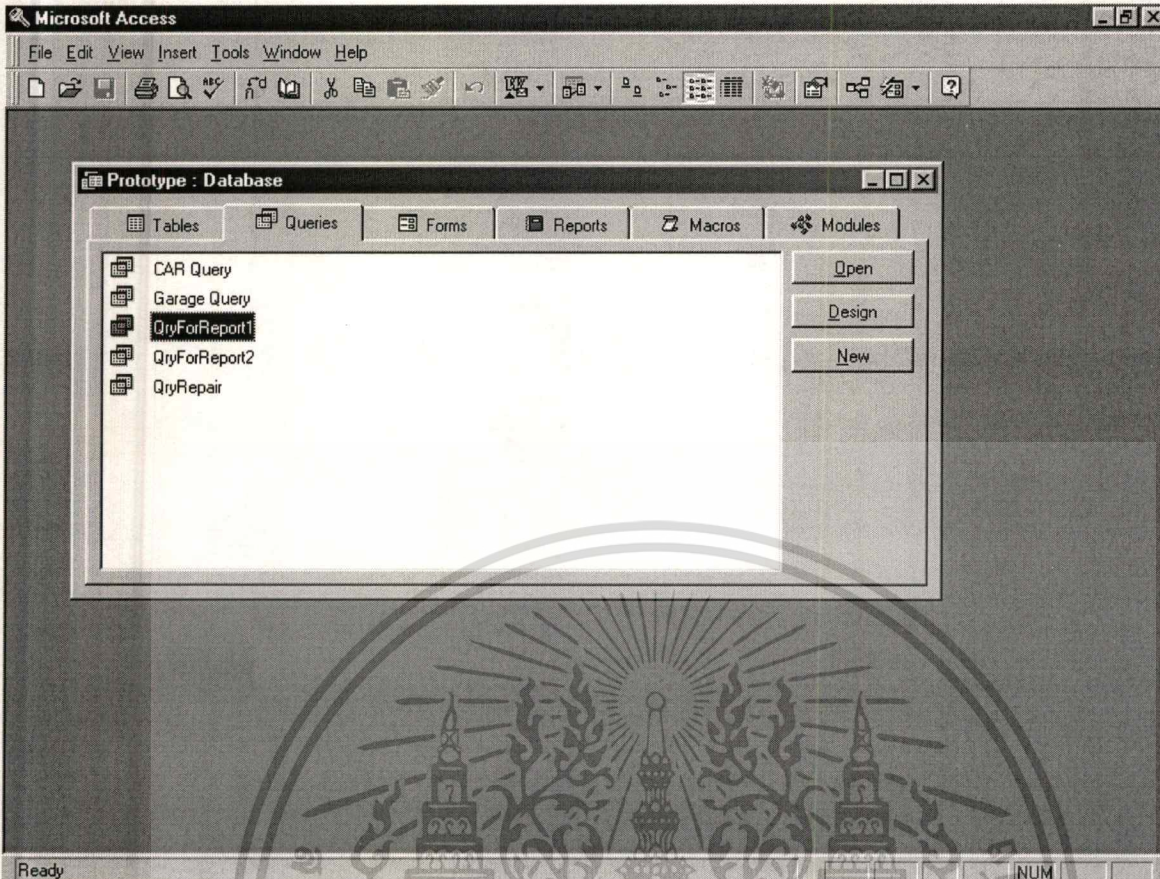 Microsoft Access
File Edit View Insert Tools Window Help
Prototype : Database
Tables Queries Forms Reports Macros Modules
CAR Query Open
Garage Query
QryForReport1 Design
QryForReport2 New
QryRepair
Ready NUM